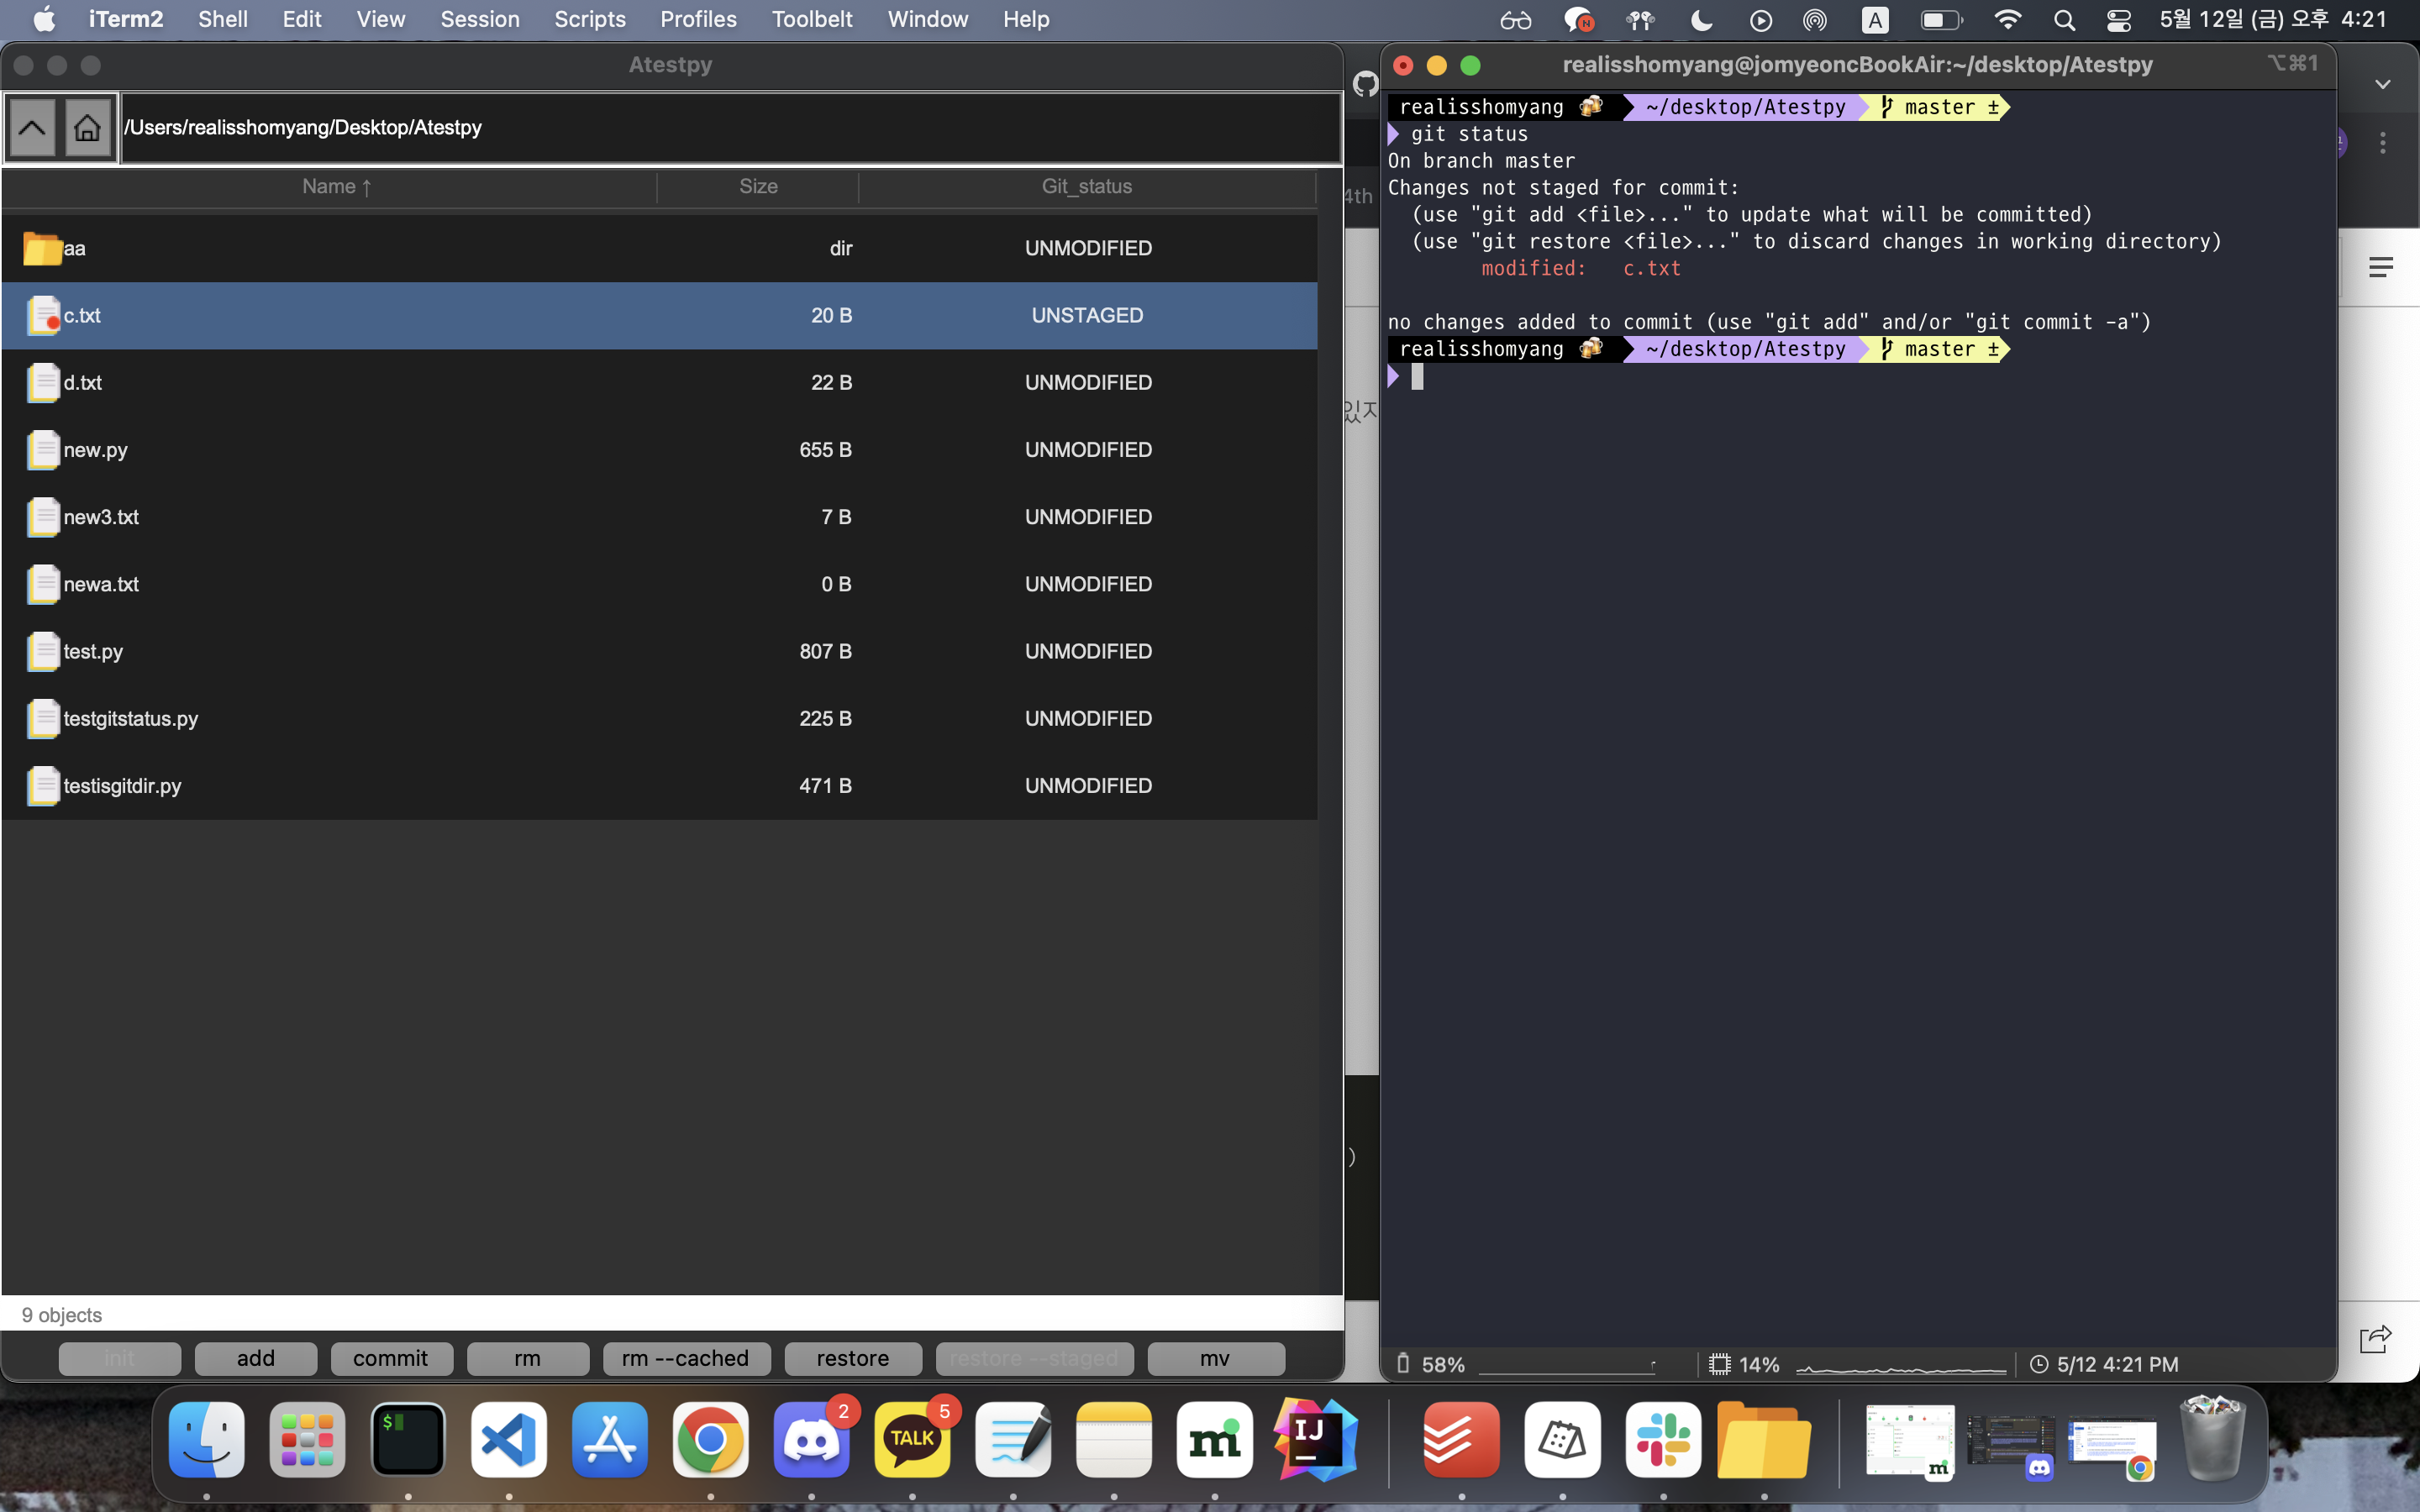 iTerm2 Shell Edit View Session Scripts Profiles Toolbelt Window Help
N A 5월 12일 (금) 오후 4:21
Atestpy
/Users/realisshomyang/Desktop/Atestpy
Name ↑ Size Git_status
aa dir UNMODIFIED
c.txt 20 B UNSTAGED
d.txt 22 B UNMODIFIED
new.py 655 B UNMODIFIED
new3.txt 7 B UNMODIFIED
newa.txt 0 B UNMODIFIED
test.py 807 B UNMODIFIED
testgitstatus.py 225 B UNMODIFIED
testisgitdir.py 471 B UNMODIFIED
9 objects
init add commit rm rm --cached restore restore --staged mv
4th
있지
)
realisshomyang@jomyeoncBookAir:~/desktop/Atestpy ⌥⌘1
realisshomyang 🍻 ~/desktop/Atestpy master ±
git status
On branch master
Changes not staged for commit:
(use "git add <file>..." to update what will be committed)
(use "git restore <file>..." to discard changes in working directory)
modified: c.txt
no changes added to commit (use "git add" and/or "git commit -a")
realisshomyang 🍻 ~/desktop/Atestpy master ±
58% 14% 5/12 4:21 PM
$ 2 TALK 5 m IJ m